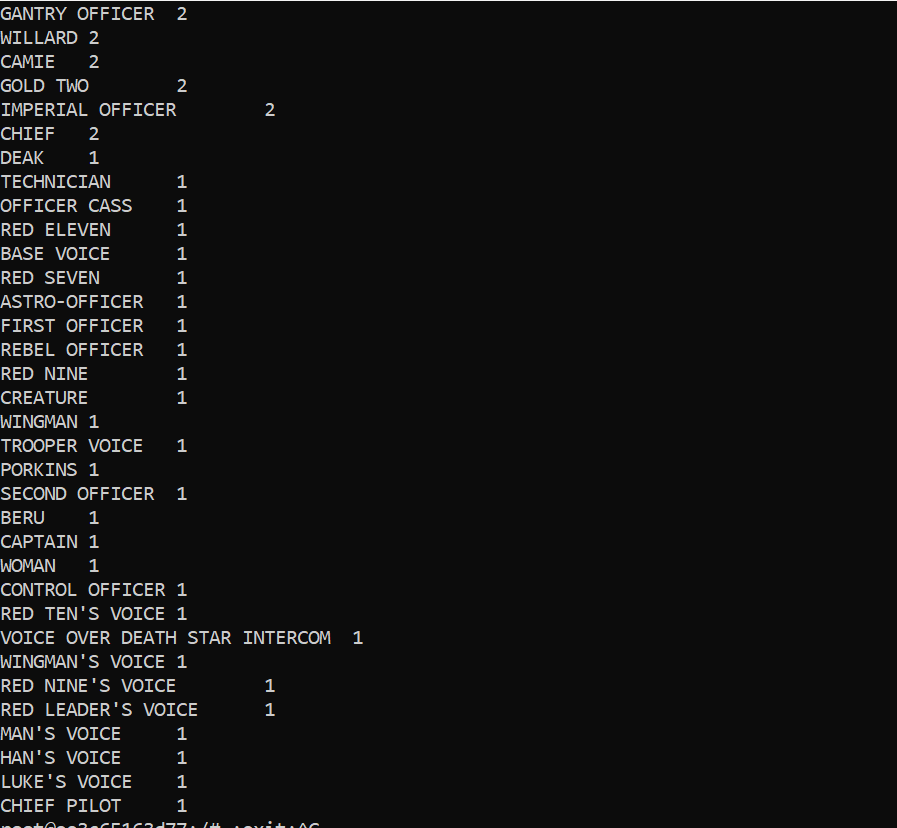 GANTRY OFFICER 2
WILLARD 2
CAMIE 2
GOLD TWO 2
IMPERIAL OFFICER 2
CHIEF 2
DEAK 1
TECHNICIAN 1
OFFICER CASS 1
RED ELEVEN 1
BASE VOICE 1
RED SEVEN 1
ASTRO-OFFICER 1
FIRST OFFICER 1
REBEL OFFICER 1
RED NINE 1
CREATURE 1
WINGMAN 1
TROOPER VOICE 1
PORKINS 1
SECOND OFFICER 1
BERU 1
CAPTAIN 1
WOMAN 1
CONTROL OFFICER 1
RED TEN'S VOICE 1
VOICE OVER DEATH STAR INTERCOM 1
WINGMAN'S VOICE 1
RED NINE'S VOICE 1
RED LEADER'S VOICE 1
MAN'S VOICE 1
HAN'S VOICE 1
LUKE'S VOICE 1
CHIEF PILOT 1